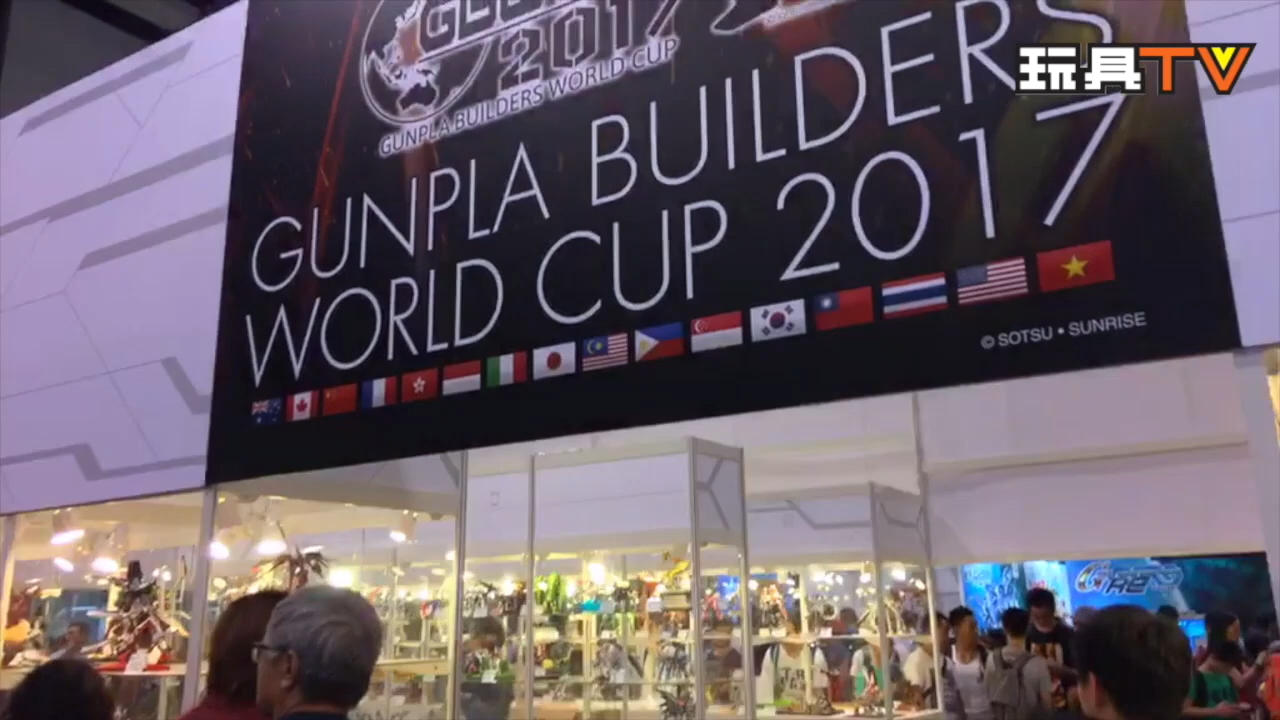 2017
GUNPLA BUILDERS WORLD CUP
玩具TV
GUNPLA BUILDERS
WORLD CUP 2017
© SOTSU • SUNRISE